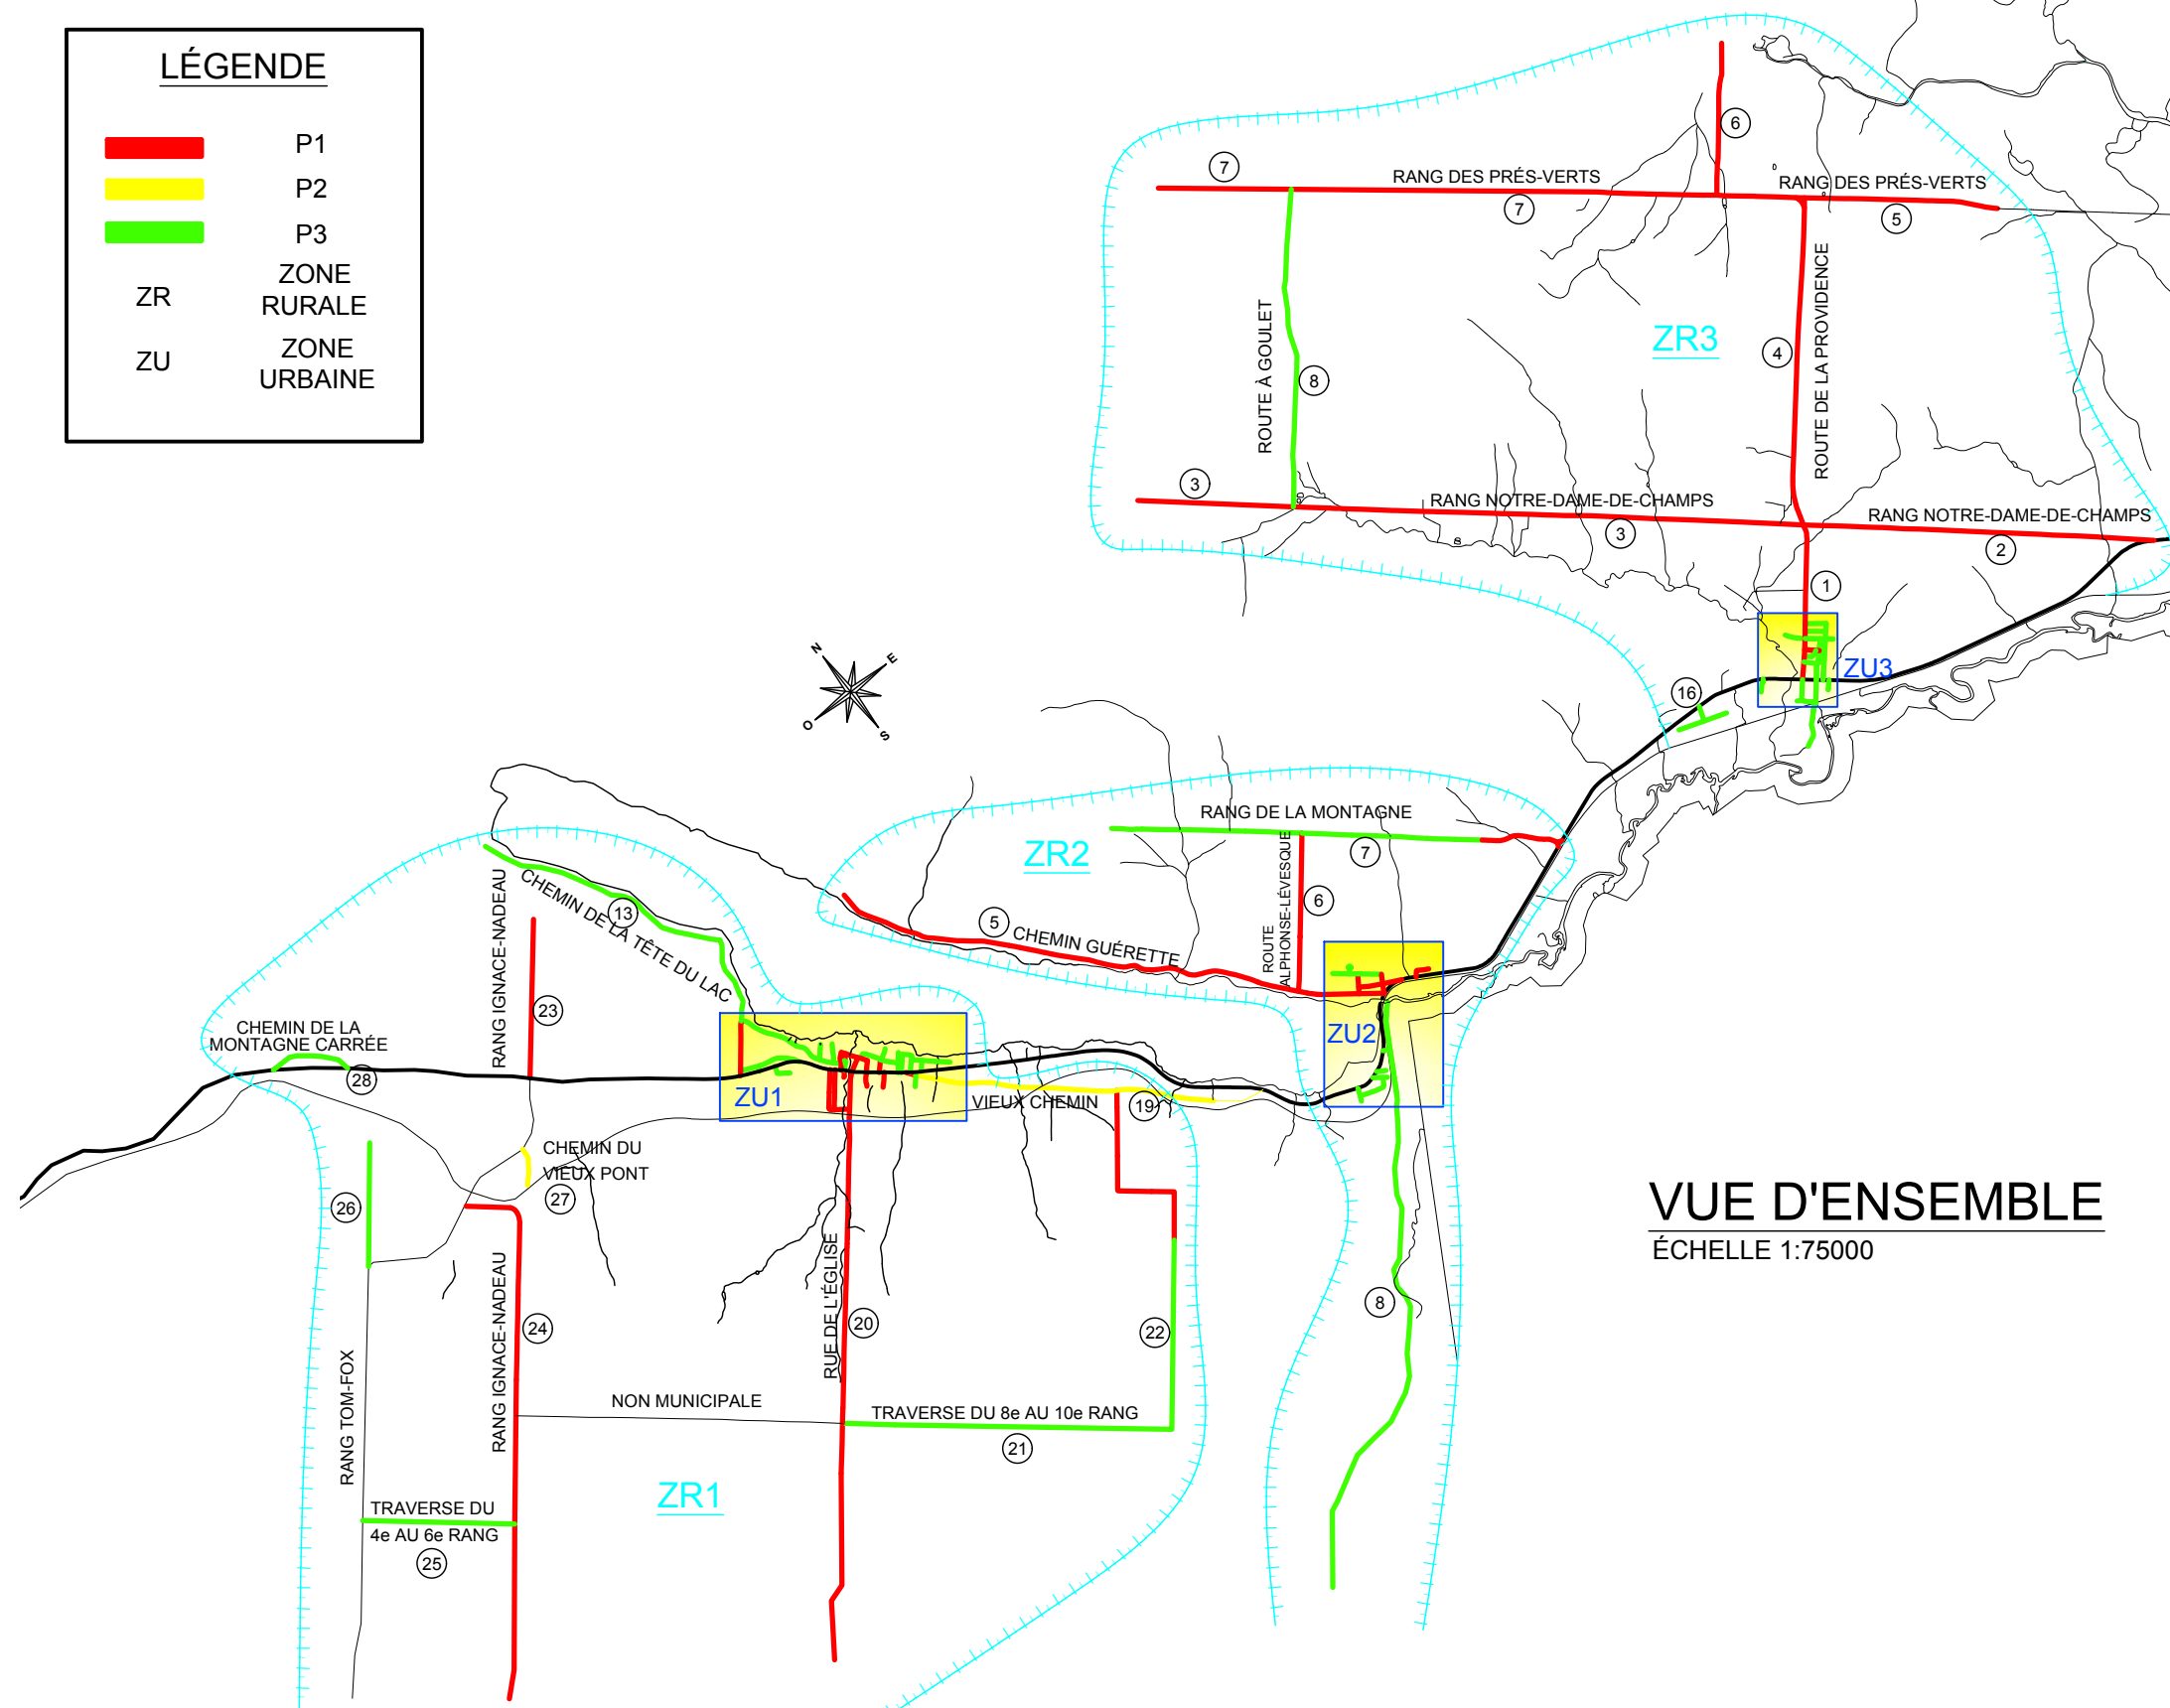 LÉGENDE
P1
P2
P3
ZR
ZONE
RURALE
ZU
ZONE
URBAINE
6
7
RANG DES PRÉS-VERTS
RANG DES PRÉS-VERTS
7
5
ROUTE À GOULET
8
ZR3
4
ROUTE DE LA PROVIDENCE
3
RANG NOTRE-DAME-DE-CHAMPS
RANG NOTRE-DAME-DE-CHAMPS
3
2
1
ZU3
16
N
E
O
S
RANG DE LA MONTAGNE
ZR2
7
ROUTE
ALPHONSE-LÉVESQUE
6
5
CHEMIN GUÉRETTE
ZU2
RANG IGNACE-NADEAU
CHEMIN DE LA TÊTE DU LAC
13
23
CHEMIN DE LA
MONTAGNE CARRÉE
28
ZU1
VIEUX CHEMIN
19
CHEMIN DU
VIEUX PONT
27
26
VUE D'ENSEMBLE
ÉCHELLE 1:75000
RANG IGNACE-NADEAU
24
RUE DE L'ÉGLISE
20
22
8
RANG TOM-FOX
NON MUNICIPALE
TRAVERSE DU 8e AU 10e RANG
21
ZR1
TRAVERSE DU
4e AU 6e RANG
25